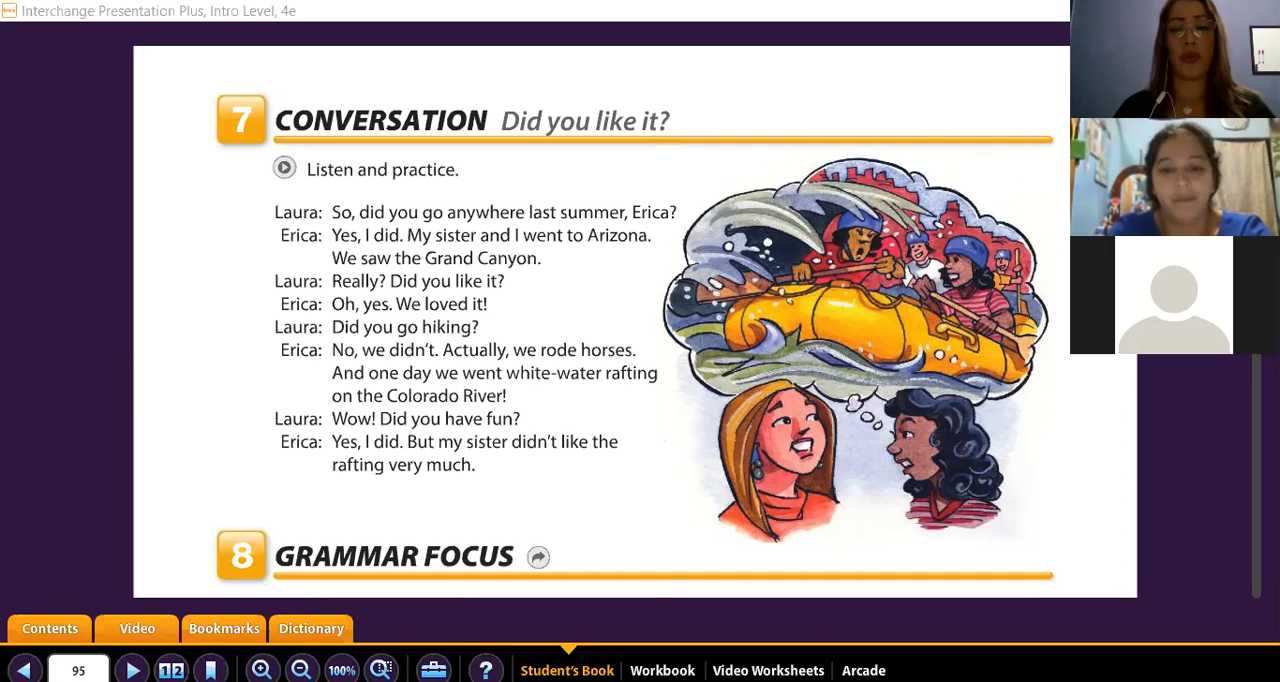 Interchange Presentation Plus, Intro Level, 4e
7 CONVERSATION Did you like it?
Listen and practice.
Laura: So, did you go anywhere last summer, Erica?
Erica: Yes, I did. My sister and I went to Arizona.
We saw the Grand Canyon.
Laura: Really? Did you like it?
Erica: Oh, yes. We loved it!
Laura: Did you go hiking?
Erica: No, we didn't. Actually, we rode horses.
And one day we went white-water rafting
on the Colorado River!
Laura: Wow! Did you have fun?
Erica: Yes, I did. But my sister didn't like the
rafting very much.
8 GRAMMAR FOCUS
Contents Video Bookmarks Dictionary
95 1 2 100% ? Student's Book Workbook Video Worksheets Arcade